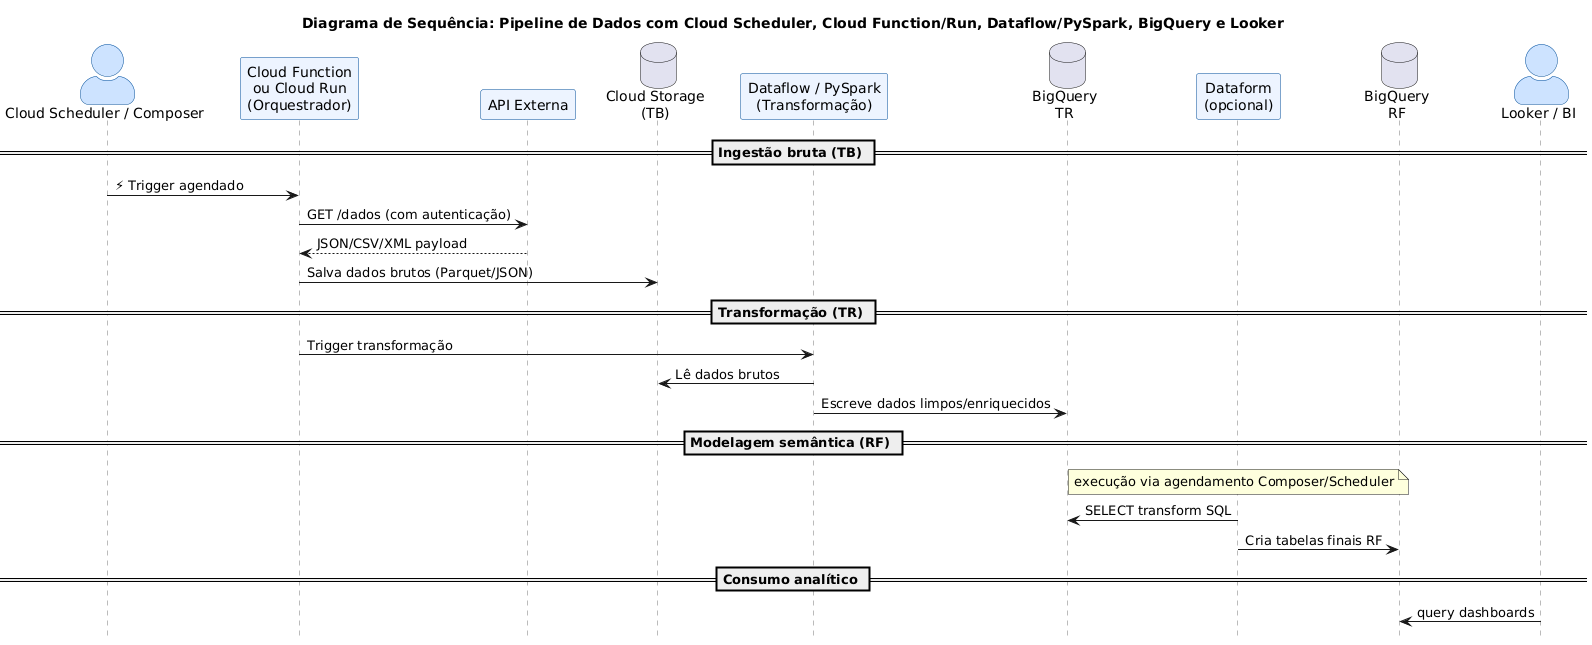 Diagrama de Sequência: Pipeline de Dados com Cloud Scheduler, Cloud Function/Run, Dataflow/PySpark, BigQuery e Looker
Cloud Scheduler / Composer
Cloud Function
ou Cloud Run
(Orquestrador)
API Externa
Cloud Storage
(TB)
Dataflow / PySpark
(Transformação)
BigQuery
TR
Dataform
(opcional)
BigQuery
RF
Looker / BI
Ingestão bruta (TB)
⚡ Trigger agendado
GET /dados (com autenticação)
JSON/CSV/XML payload
Salva dados brutos (Parquet/JSON)
Transformação (TR)
Trigger transformação
Lê dados brutos
Escreve dados limpos/enriquecidos
Modelagem semântica (RF)
execução via agendamento Composer/Scheduler
SELECT transform SQL
Cria tabelas finais RF
Consumo analítico
query dashboards